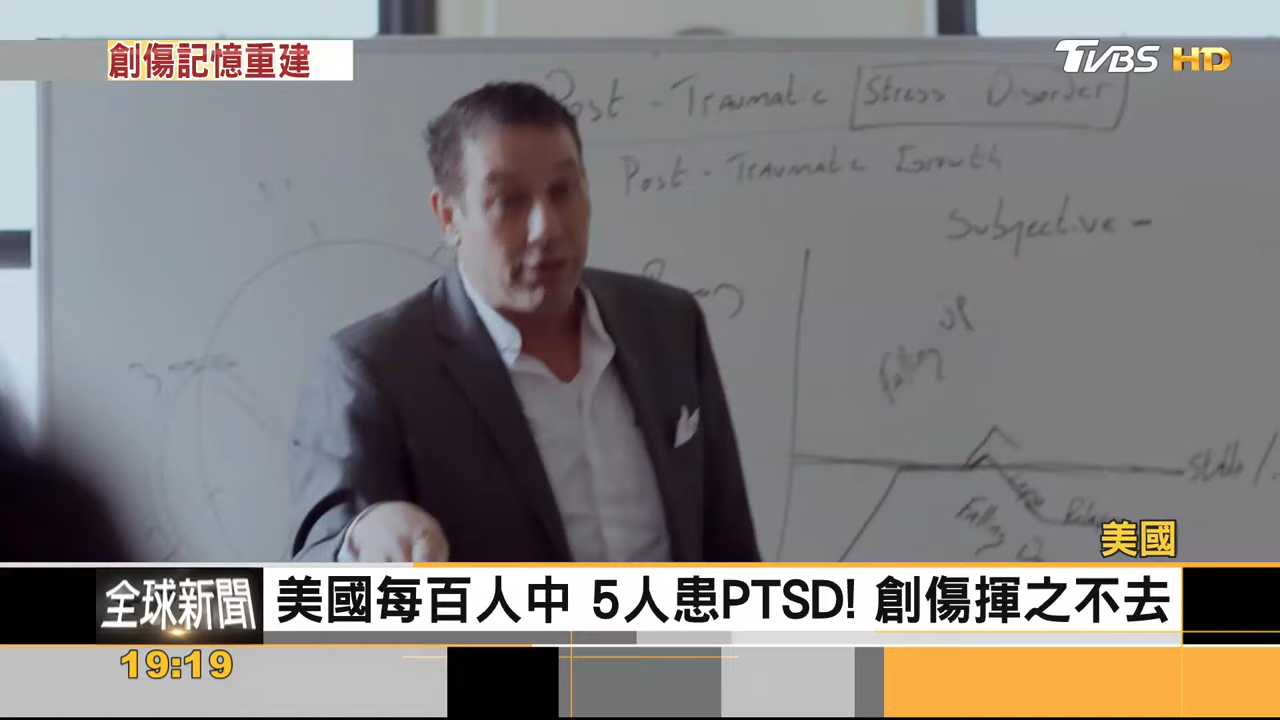 創傷記憶重建
TVBS HD
Post - Traumatic Stress Disorder
Post - Traumatic Growth
Subjective -
美國
全球新聞
美國每百人中 5人患PTSD! 創傷揮之不去
19:19